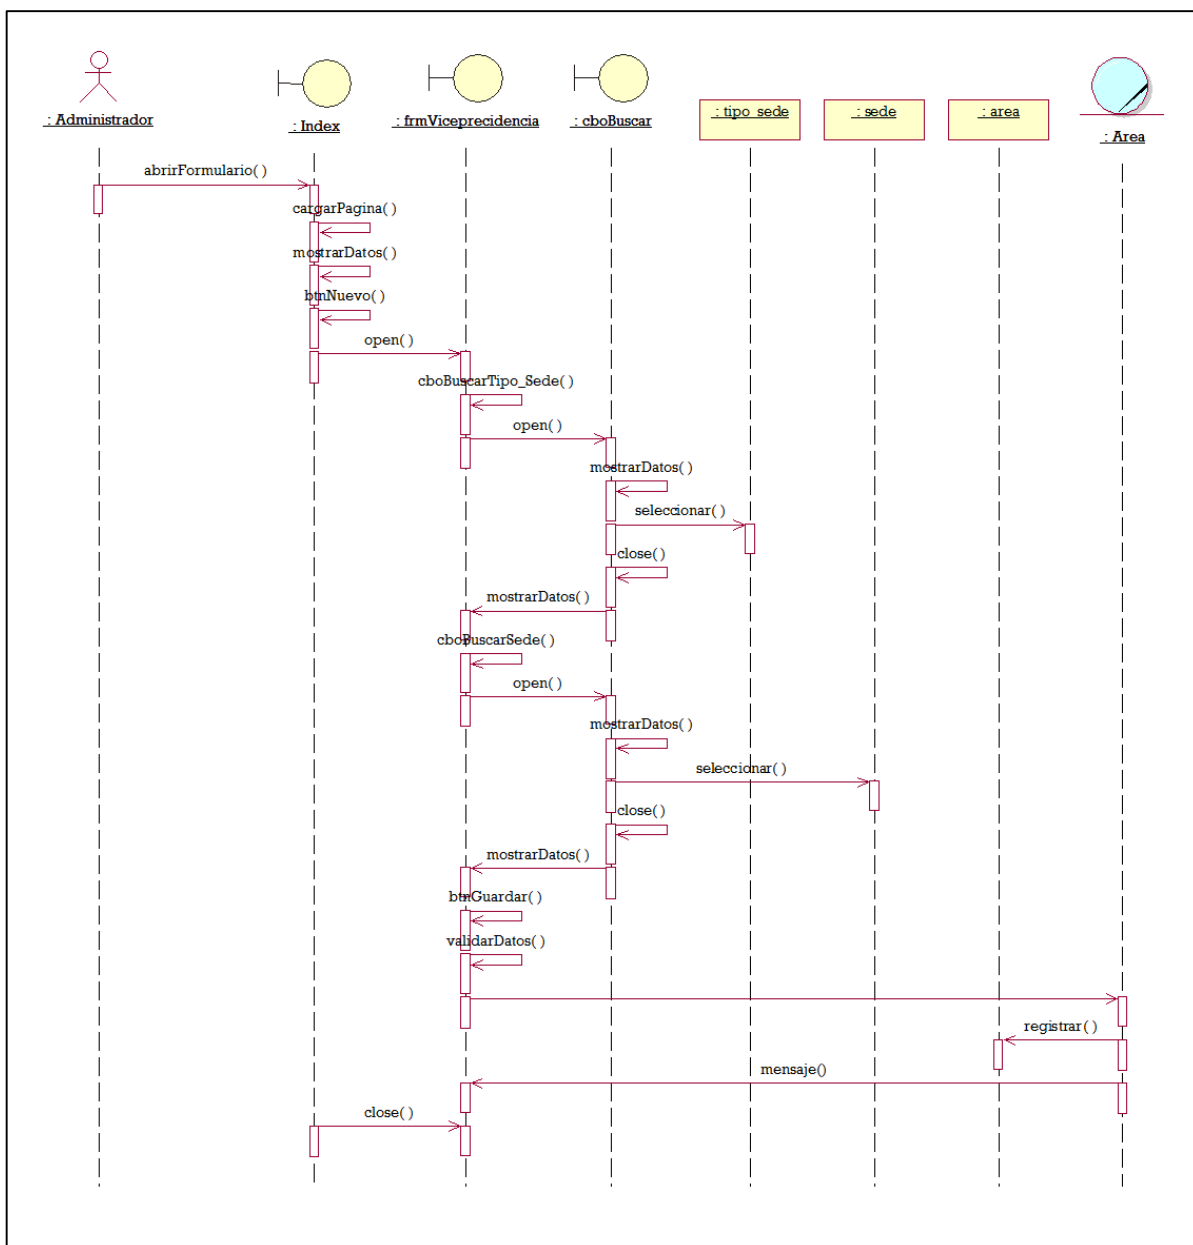 : Administrador
: Index
: frmViceprecidencia
: cboBuscar
: tipo_sede
: sede
: area
: Area
abrirFormulario( )
cargarPagina( )
mostrarDatos( )
btnNuevo( )
open( )
cboBuscarTipo_Sede( )
open( )
mostrarDatos( )
seleccionar( )
close( )
mostrarDatos( )
cboBuscarSede( )
open( )
mostrarDatos( )
seleccionar( )
close( )
mostrarDatos( )
btnGuardar( )
validarDatos( )
registrar( )
mensaje()
close( )